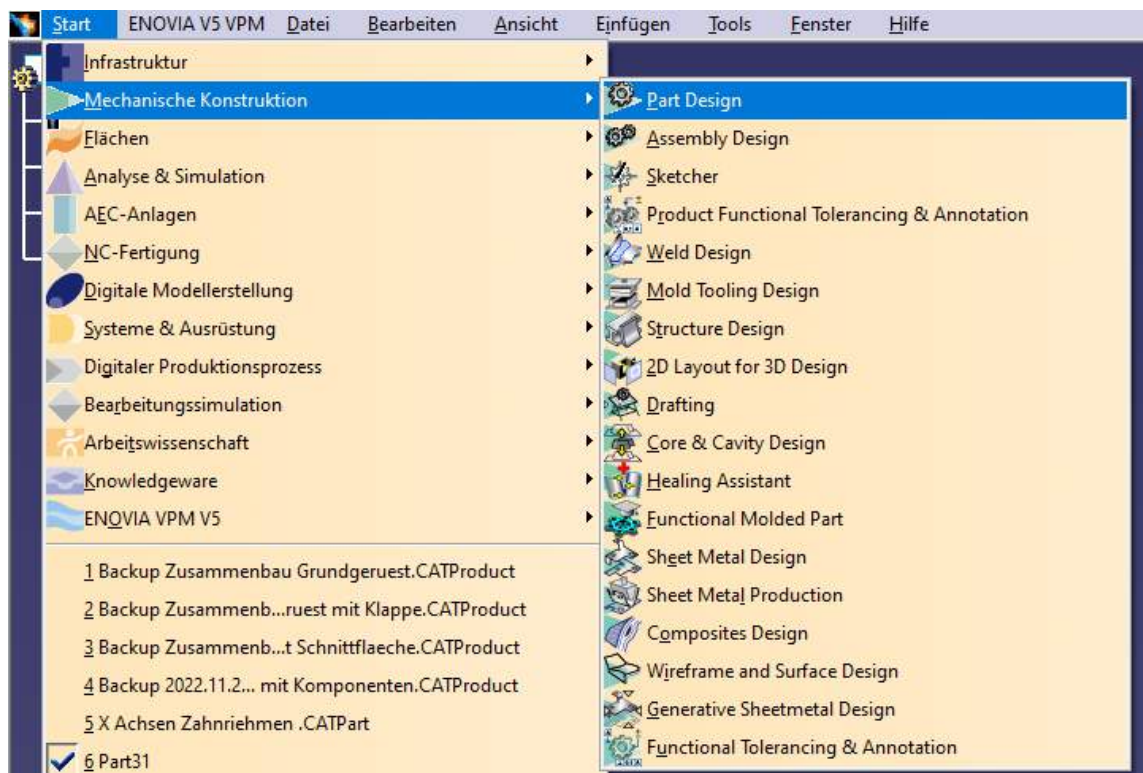 Start ENOVIA V5 VPM Datei Bearbeiten Ansicht Einfügen Tools Fenster Hilfe
Infrastruktur
Mechanische Konstruktion
Flächen
Analyse & Simulation
AEC-Anlagen
NC-Fertigung
Digitale Modellerstellung
Systeme & Ausrüstung
Digitaler Produktionsprozess
Bearbeitungssimulation
Arbeitswissenschaft
Knowledgeware
ENOVIA VPM V5
1 Backup Zusammenbau Grundgeruest.CATProduct
2 Backup Zusammenb...ruest mit Klappe.CATProduct
3 Backup Zusammenb...t Schnittflaeche.CATProduct
4 Backup 2022.11.2... mit Komponenten.CATProduct
5 X Achsen Zahnriehmen .CATPart
6 Part31
Part Design
Assembly Design
Sketcher
Product Functional Tolerancing & Annotation
Weld Design
Mold Tooling Design
Structure Design
2D Layout for 3D Design
Drafting
Core & Cavity Design
Healing Assistant
Functional Molded Part
Sheet Metal Design
Sheet Metal Production
Composites Design
Wireframe and Surface Design
Generative Sheetmetal Design
Functional Tolerancing & Annotation